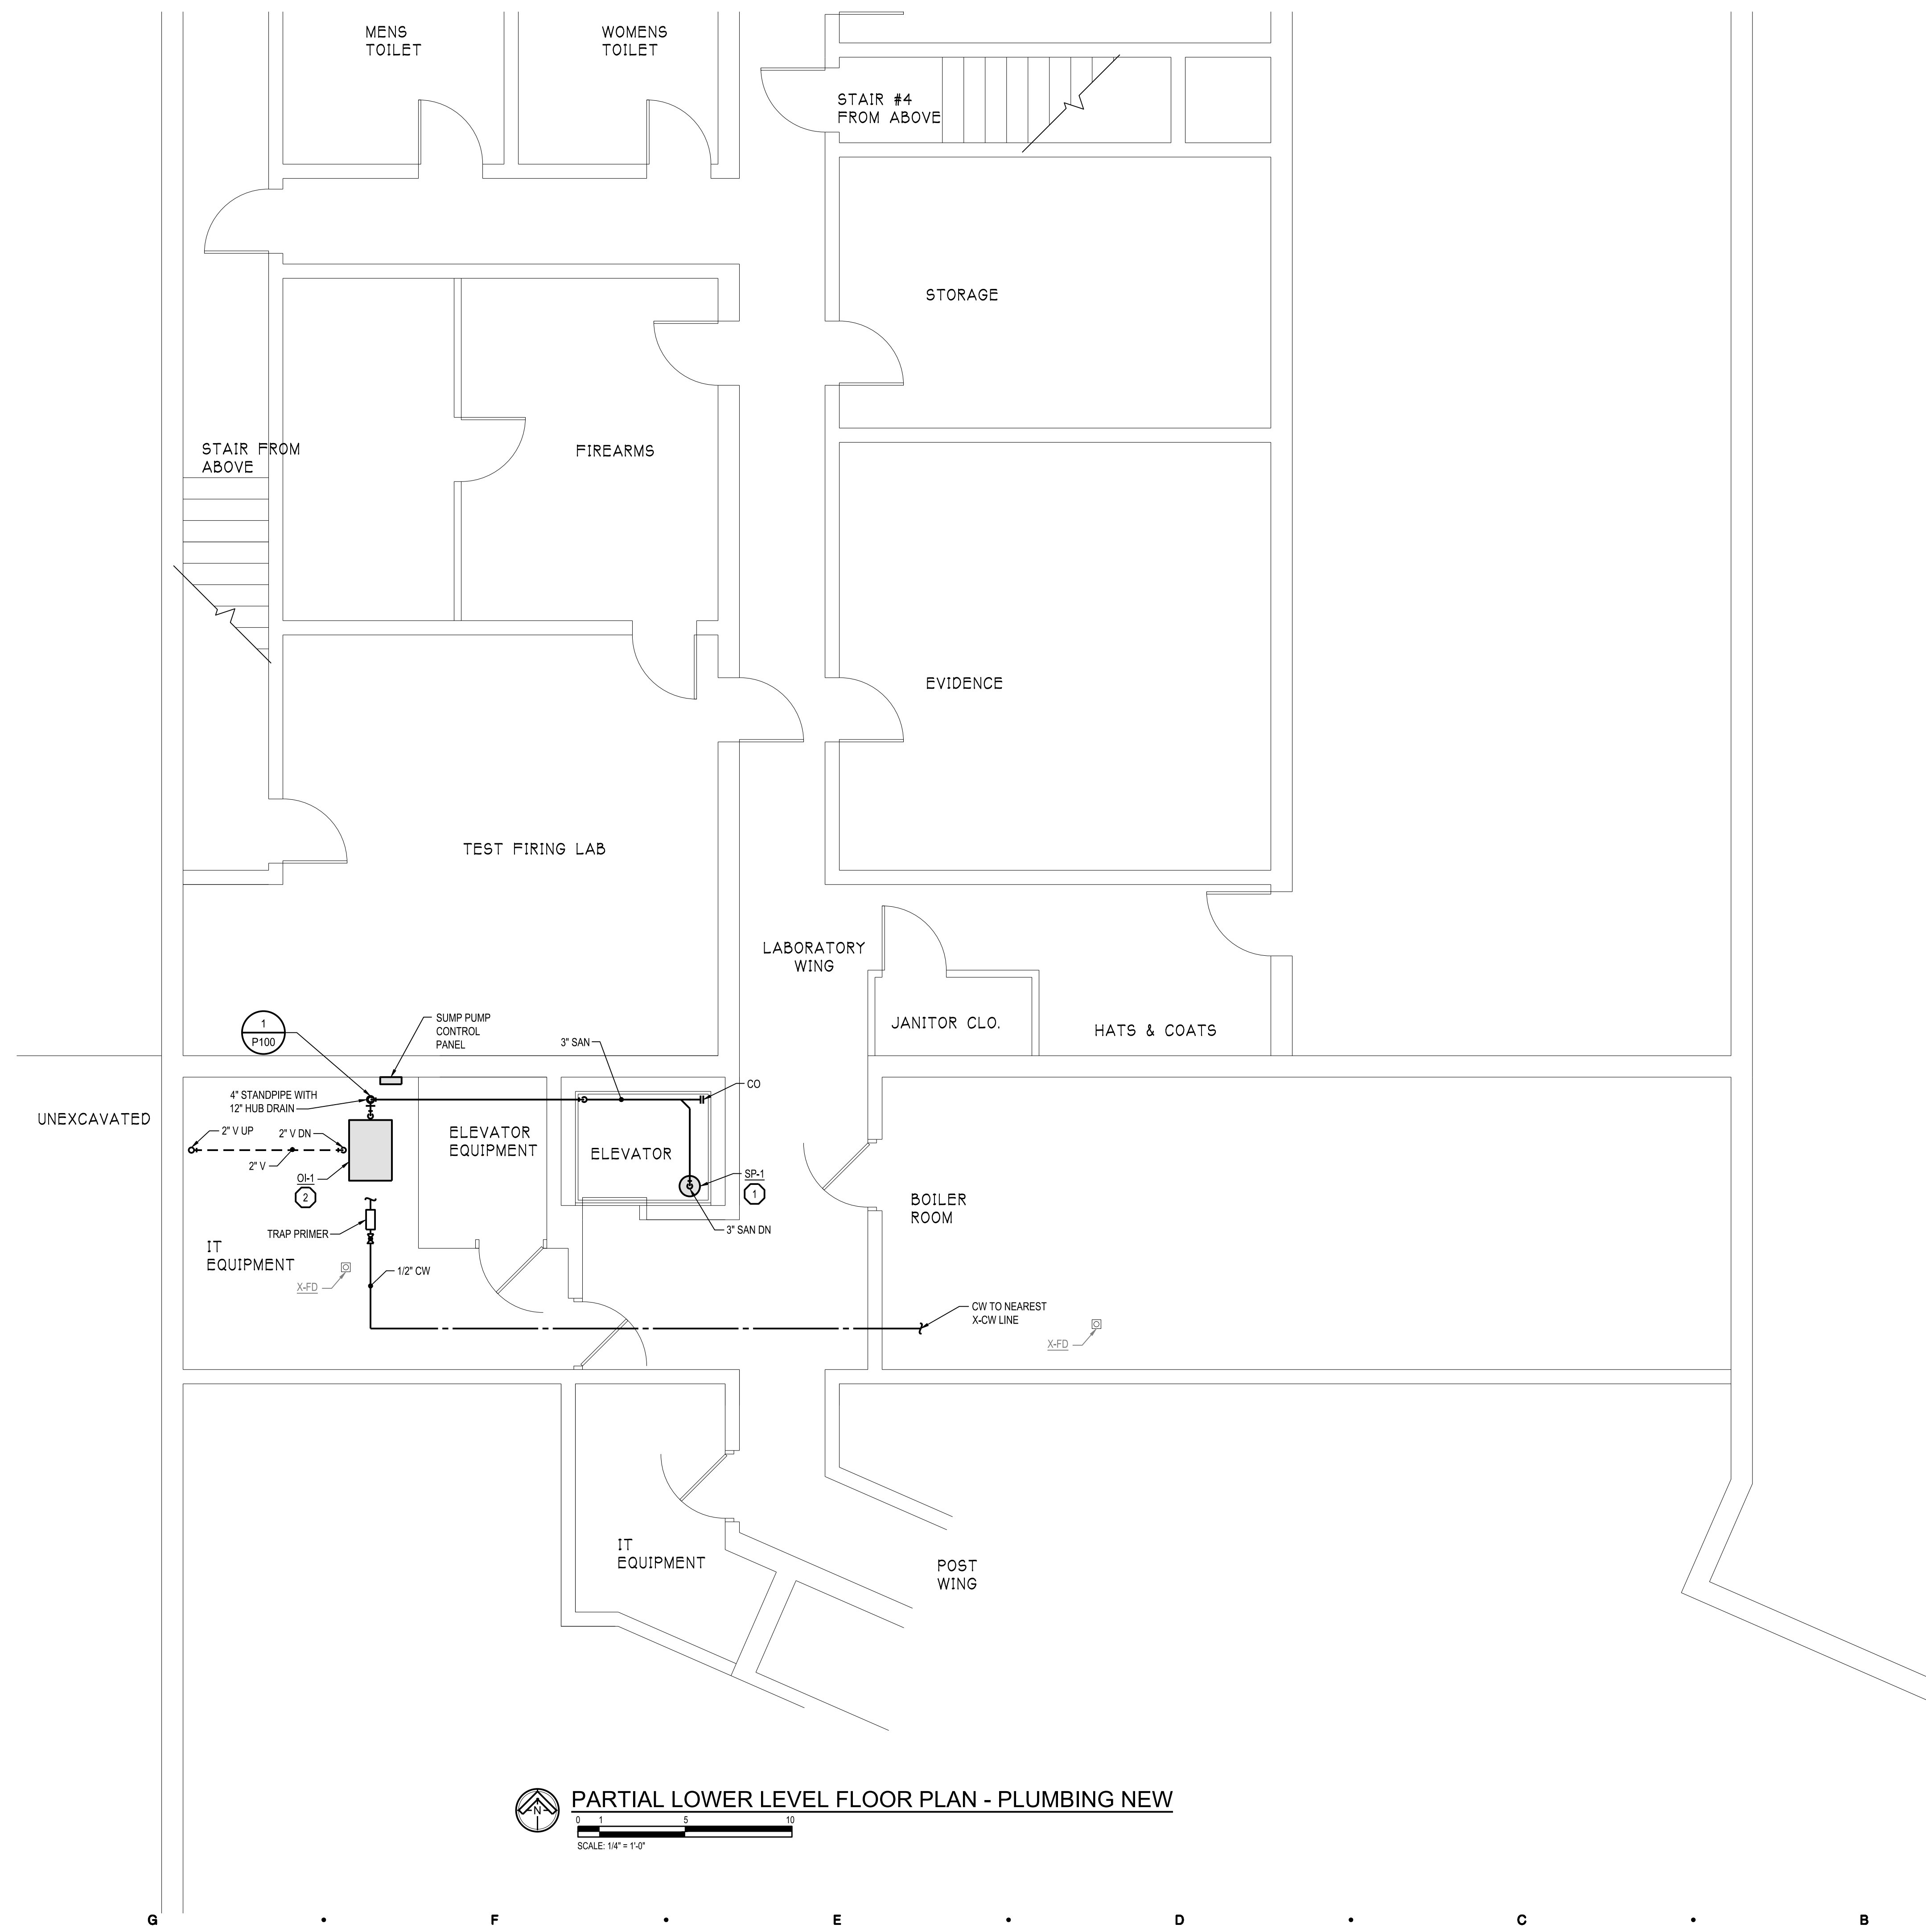 MENS
TOILET
WOMENS
TOILET
STAIR #4
FROM ABOVE
STORAGE
STAIR FROM
ABOVE
FIREARMS
EVIDENCE
TEST FIRING LAB
LABORATORY
WING
JANITOR CLO.
HATS & COATS
1
P100
SUMP PUMP
CONTROL
PANEL
3" SAN
CO
4" STANDPIPE WITH
12" HUB DRAIN
UNEXCAVATED
2" V UP
2" V DN
2" V
OI-1
2
ELEVATOR
EQUIPMENT
ELEVATOR
SP-1
1
3" SAN DN
BOILER
ROOM
TRAP PRIMER
IT
EQUIPMENT
X-FD
1/2" CW
CW TO NEAREST
X-CW LINE
X-FD
IT
EQUIPMENT
POST
WING
N
PARTIAL LOWER LEVEL FLOOR PLAN - PLUMBING NEW
0 1 5 10
SCALE: 1/4" = 1'-0"
G F E D C B